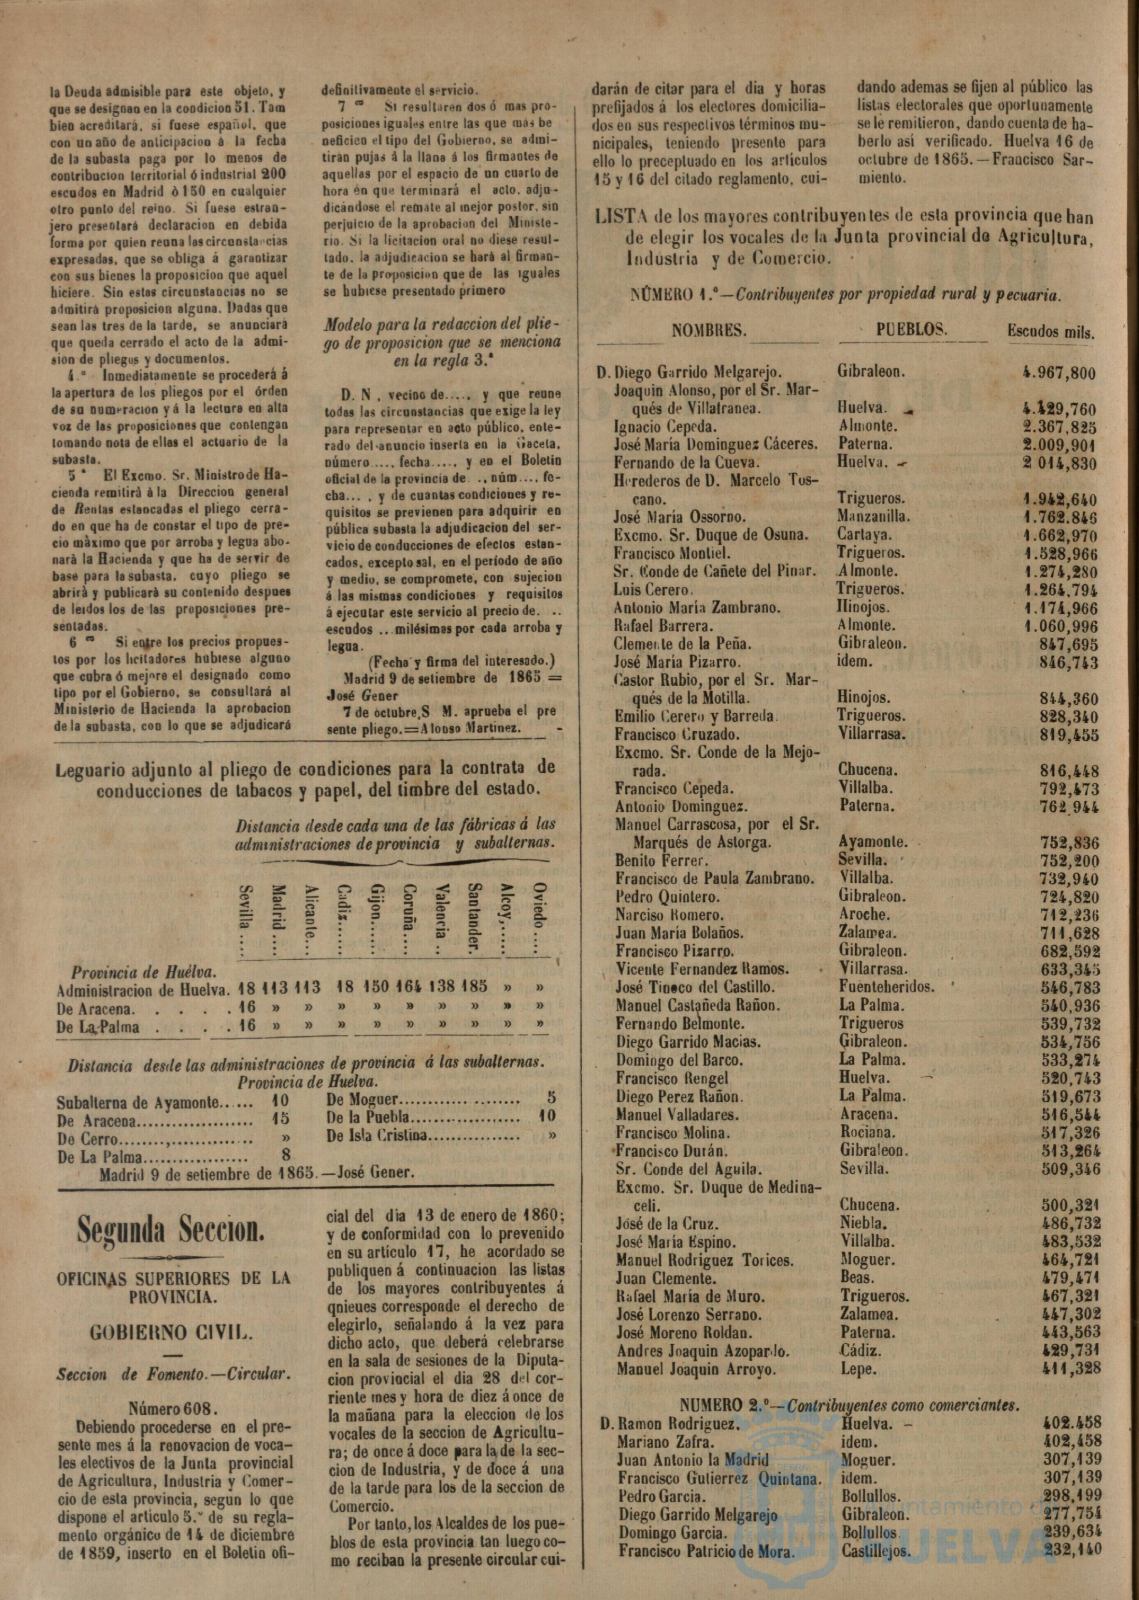 la Deuda admisible para este objeto, y
que se designan en la condicion 51. Tam
bien acreditará, si fuese español, que
con un año de anticipacion á la fecha
de la subasta paga por lo menos de
contribucion territorial ó industrial 200
escudos en Madrid ò 150 en cualquier
otro punto del reino. Si fuese estran-
jero presentará declaracion en debida
forma por quien reuna las circunstancias
expresadas, que se obliga á garantizar
con sus bienes la proposicion que aquel
hiciere. Sin estas circunstancias no se
admitirá proposicion alguna. Dadas que
sean las tres de la tarde, se anunciará
que queda cerrado el acto de la admi-
sion de pliegus y documentos.
4.ª Inmediatamente se procederá á
la apertura de los pliegos por el órden
de su numeracion y á la lectura en alta
voz de las proposiciones que contengan
tomando nota de ellas el actuario de la
subasta.
5ª El Excmo. Sr. Ministro de Ha-
cienda remitirá á la Direccion general
de Rentas estancadas el pliego cerra-
do en que ha de constar el tipo de pre-
cio màximo que por arroba y legua abo-
nará la Hacienda y que ha de servir de
base para la subasta, cuyo pliego se
abrirá y publicará su contenido despues
de leidos los de las proposiciones pre-
sentadas.
6.ª Si entre los precios propues-
tos por los licitadores hubiese alguno
que cubra ó mejore el designado como
tipo por el Gobierno, se consultará al
Ministerio de Hacienda la aprobacion
de la subasta, con lo que se adjudicará
definitivamente el servicio.
7.ª Si resultaren dos ó mas pro-
posiciones iguales entre las que mas be
neficien el tipo del Gobierno, se admi-
tiran pujas á la llana á los firmantes de
aquellas por el espacio de un cuarto de
hora en que terminará el acto, adju-
dicándose el remate al mejor postor, sin
perjuicio de la aprobacion del Ministe-
rio. Si la licitacion oral no diese resul-
tado, la adjudicacion se hará al firman-
te de la proposicion que de las iguales
se hubiese presentado primero
Modelo para la redaccion del plie-
go de proposicion que se menciona
en la regla 3.ª
D. N , vecino de...., y que reune
todas las circunstancias que exige la ley
para representar en acto público, ente-
rado del anuncio inserta en la Gaceta,
número...., fecha....., y en el Boletin
oficial de la provincia de .., núm...., fe-
cha... , y de cuantas condiciones y re-
quisitos se previenen para adquirir en
pública subasta la adjudicacion del ser-
vicio de conducciones de efectos estan-
cados, excepto sal, en el periodo de año
y medio, se compromete, con sujecion
á las mismas condiciones y requisitos
á ejecutar este servicio al precio de. ..
escudos ...milésimas por cada arroba y
legua.
(Fecha y firma del interesado.)
Madrid 9 de setiembre de 1865 =
José Gener
7 de octubre, S M. aprueba el pre
sente pliego.=Alonso Martinez.
Leguario adjunto al pliego de condiciones para la contrata de
conducciones de tabacos y papel, del timbre del estado.
Distancia desde cada una de las fábricas á las
administraciones de provincia y subalternas.
Sevilla.... Madrid.... Alicante.. Cadiz...... Gijon...... Coruña.... Valencia .. Santander. Alcoy,..... Oviedo.....
Provincia de Huélva.
Administracion de Huelva. 18 113 113 18 150 164 138 185 » »
De Aracena. . . . . 16 » » » » » » » » »
De La Palma . . . . 16 » » » » » » » » »
Distancia desde las administraciones de provincia á las subalternas.
Provincia de Huelva.
Subalterna de Ayamonte...... 10 De Moguer.................... 5
De Aracena.................... 15 De la Puebla.................. 10
De Cerro....................... » De Isla Cristina............... »
De La Palma.................. 8
Madrid 9 de setiembre de 1865.—José Gener.
Segunda Seccion.
OFICINAS SUPERIORES DE LA
PROVINCIA.
GOBIERNO CIVIL.
Seccion de Fomento.—Circular.
Número 608.
Debiendo procederse en el pre-
sente mes á la renovacion de voca-
les electivos de la Junta provincial
de Agricultura, Industria y Comer-
cio de esta provincia, segun lo que
dispone el articulo 5.º de su regla-
mento orgánico de 14 de diciembre
de 1859, inserto en el Boletin ofi-
cial del dia 13 de enero de 1860;
y de conformidad con lo prevenido
en su artículo 17, he acordado se
publiquen á continuacion las listas
de los mayores contribuyentes á
qnieues corresponde el derecho de
elegirlo, señalando á la vez para
dicho acto, que deberá celebrarse
en la sala de sesiones de la Diputa-
cion provincial el dia 28 del cor-
riente mes y hora de diez á once de
la mañana para la eleccion de los
vocales de la seccion de Agricultu-
ra; de once á doce para la de la sec-
cion de Industria, y de doce á una
de la tarde para los de la seccion de
Comercio.
Por tanto, los Alcaldes de los pue-
blos de esta provincia tan luego co-
mo reciban la presente circular cui-
darán de citar para el dia y horas
prefijados á los electores domicilia-
dos en sus respectivos términos mu-
nicipales, teniendo presente para
ello lo preceptuado en los artículos
15 y 16 del citado reglamento, cui-
dando ademas se fijen al público las
listas electorales que oportunamente
se le remitieron, dando cuenta de ha-
berlo así verificado. Huelva 16 de
octubre de 1865.—Francisco Sar-
miento.
LISTA de los mayores contribuyentes de esta provincia que han
de elegir los vocales de la Junta provincial de Agricultura,
Industria y de Comercio.
NÚMERO 1.º—Contribuyentes por propiedad rural y pecuaria.
NOMBRES. PUEBLOS. Escudos mils.
D. Diego Garrido Melgarejo. Gibraleon. 4.967,800
Joaquin Alonso, por el Sr. Mar-
qués de Villafranea. Huelva. 4.429,760
Ignacio Cepeda. Almonte. 2.367,825
José María Dominguez Cáceres. Paterna. 2.009,901
Fernando de la Cueva. Huelva. 2 014,830
Herederos de D. Marcelo Tus-
cano. Trigueros. 1.942,640
José María Ossorno. Manzanilla. 1.762.846
Excmo. Sr. Duque de Osuna. Cartaya. 1.662,970
Francisco Montiel. Trigueros. 1.528,966
Sr. Conde de Cañete del Pinar. Almonte. 1.274,280
Luis Cerero. Trigueros. 1.264,794
Antonio María Zambrano. Hinojos. 1.174,966
Rafael Barrera. Almonte. 1.060,996
Clemente de la Peña. Gibraleon. 847,695
José María Pizarro. idem. 846,743
Castor Rubio, por el Sr. Mar-
qués de la Motilla. Hinojos. 844,360
Emilio Cerero y Barreda. Trigueros. 828,340
Francisco Cruzado. Villarrasa. 819,455
Exemo. Sr. Conde de la Mejo-
rada. Chucena. 816,448
Francisco Cepeda. Villalba. 792,473
Antonio Dominguez. Paterna. 762 944
Manuel Carrascosa, por el Sr.
Marqués de Astorga. Ayamonte. 752,836
Benito Ferrer. Sevilla. 752,200
Francisco de Paula Zambrano. Villalba. 732,940
Pedro Quintero. Gibraleon. 724,820
Narciso Romero. Aroche. 712,236
Juan María Bolaños. Zalamea. 711,628
Francisco Pizarro. Gibraleon. 682,592
Vicente Fernandez Ramos. Villarrasa. 633,345
José Tineco del Castillo. Fuenteheridos. 546,783
Manuel Castañeda Rañon. La Palma. 540,936
Fernando Belmonte. Trigueros 539,732
Diego Garrido Macias. Gibraleon. 534,756
Domingo del Barco. La Palma. 533,274
Francisco Rengel Huelva. 520,743
Diego Perez Rañon. La Palma. 519,673
Manuel Valladares. Aracena. 516,544
Francisco Molina. Rociana. 517,326
Francisco Durán. Gibraleon. 513,264
Sr. Conde del Aguila. Sevilla. 509,346
Excmo. Sr. Duque de Medina-
celi. Chucena. 500,321
José de la Cruz. Niebla. 486,732
José María Espino. Villalba. 483,532
Manuel Rodriguez Torices. Moguer. 464,721
Juan Clemente. Beas. 479,471
Rafael María de Muro. Trigueros. 467,321
José Lorenzo Serrano. Zalamea. 447,302
José Moreno Roldan. Paterna. 443,563
Andres Joaquin Azopardo. Cádiz. 429,731
Manuel Joaquin Arroyo. Lepe. 411,328
NUMERO 2.º—Contribuyentes como comerciantes.
D. Ramon Rodriguez. Huelva. 402.458
Mariano Zafra. idem. 402,458
Juan Antonio la Madrid Moguer. 307,139
Francisco Gutierrez Quintana. idem. 307,139
Pedro Garcia. Bollullos. 298,199
Diego Garrido Melgarejo Gibraleon. 277,754
Domingo Garcia. Bollullos. 239,634
Francisco Patricio de Mora. Castillejos. 232,140
Ayuntamiento de
HUELVA